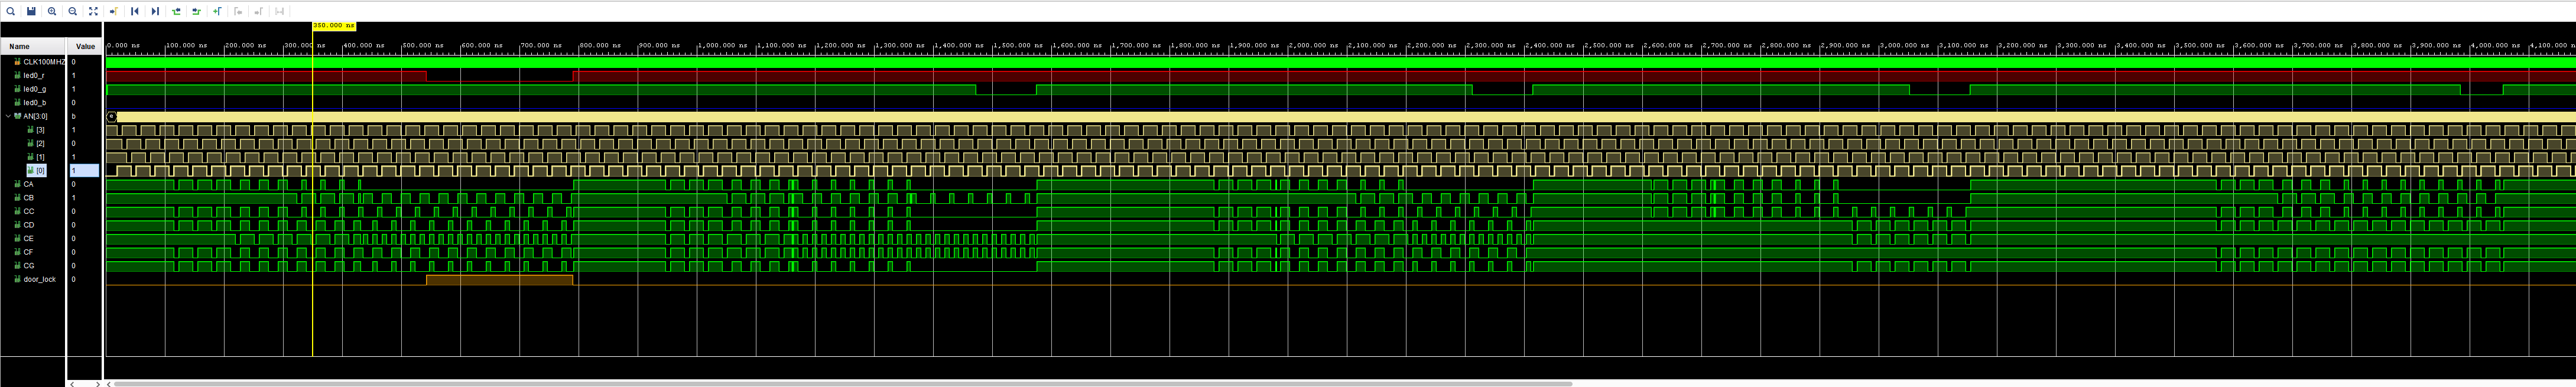 350.000 ns
Name Value 0.000 ns 100.000 ns 200.000 ns 300.000 ns 400.000 ns 500.000 ns 600.000 ns 700.000 ns 800.000 ns 900.000 ns 1,000.000 ns 1,100.000 ns 1,200.000 ns 1,300.000 ns 1,400.000 ns 1,500.000 ns 1,600.000 ns 1,700.000 ns 1,800.000 ns 1,900.000 ns 2,000.000 ns 2,100.000 ns 2,200.000 ns 2,300.000 ns 2,400.000 ns 2,500.000 ns 2,600.000 ns 2,700.000 ns 2,800.000 ns 2,900.000 ns 3,000.000 ns 3,100.000 ns 3,200.000 ns 3,300.000 ns 3,400.000 ns 3,500.000 ns 3,600.000 ns 3,700.000 ns 3,800.000 ns 3,900.000 ns 4,000.000 ns 4,100.000
CLK100MHZ 0
led0_r 1
led0_g 1
led0_b 0
AN[3:0] b
[3] 1
[2] 0
[1] 1
[0] 1
CA 0
CB 1
CC 0
CD 0
CE 0
CF 0
CG 0
door_lock 0